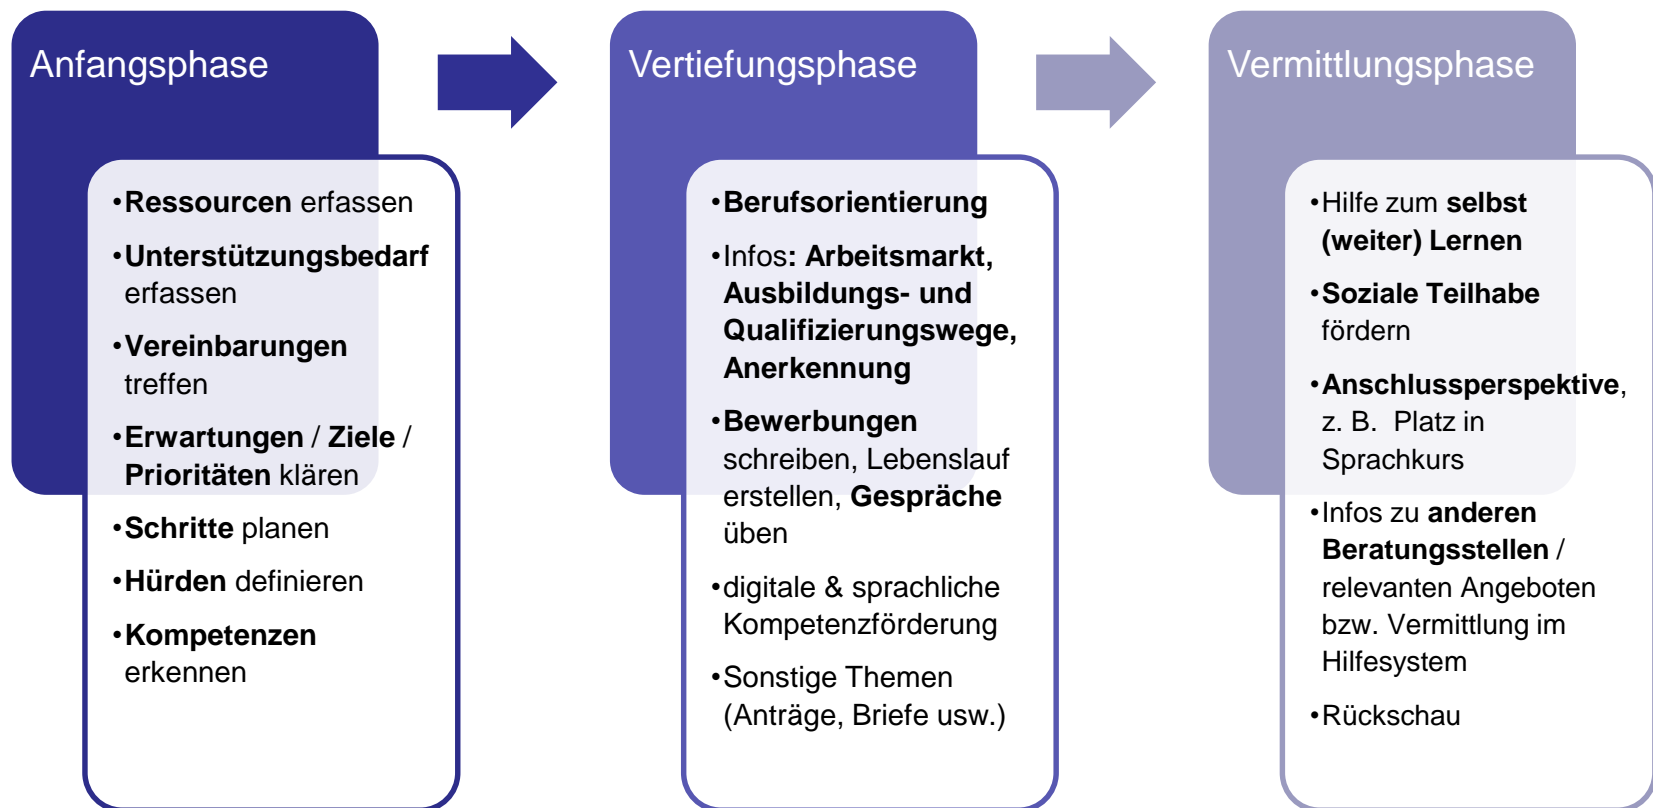 Anfangsphase
•Ressourcen erfassen
•Unterstützungsbedarf
erfassen
•Vereinbarungen
treffen
•Erwartungen / Ziele /
Prioritäten klären
•Schritte planen
•Hürden definieren
•Kompetenzen
erkennen
Vertiefungsphase
•Berufsorientierung
•Infos: Arbeitsmarkt,
Ausbildungs- und
Qualifizierungswege,
Anerkennung
•Bewerbungen
schreiben, Lebenslauf
erstellen, Gespräche
üben
•digitale & sprachliche
Kompetenzförderung
•Sonstige Themen
(Anträge, Briefe usw.)
Vermittlungsphase
•Hilfe zum selbst
(weiter) Lernen
•Soziale Teilhabe
fördern
•Anschlussperspektive,
z. B. Platz in
Sprachkurs
•Infos zu anderen
Beratungsstellen /
relevanten Angeboten
bzw. Vermittlung im
Hilfesystem
•Rückschau